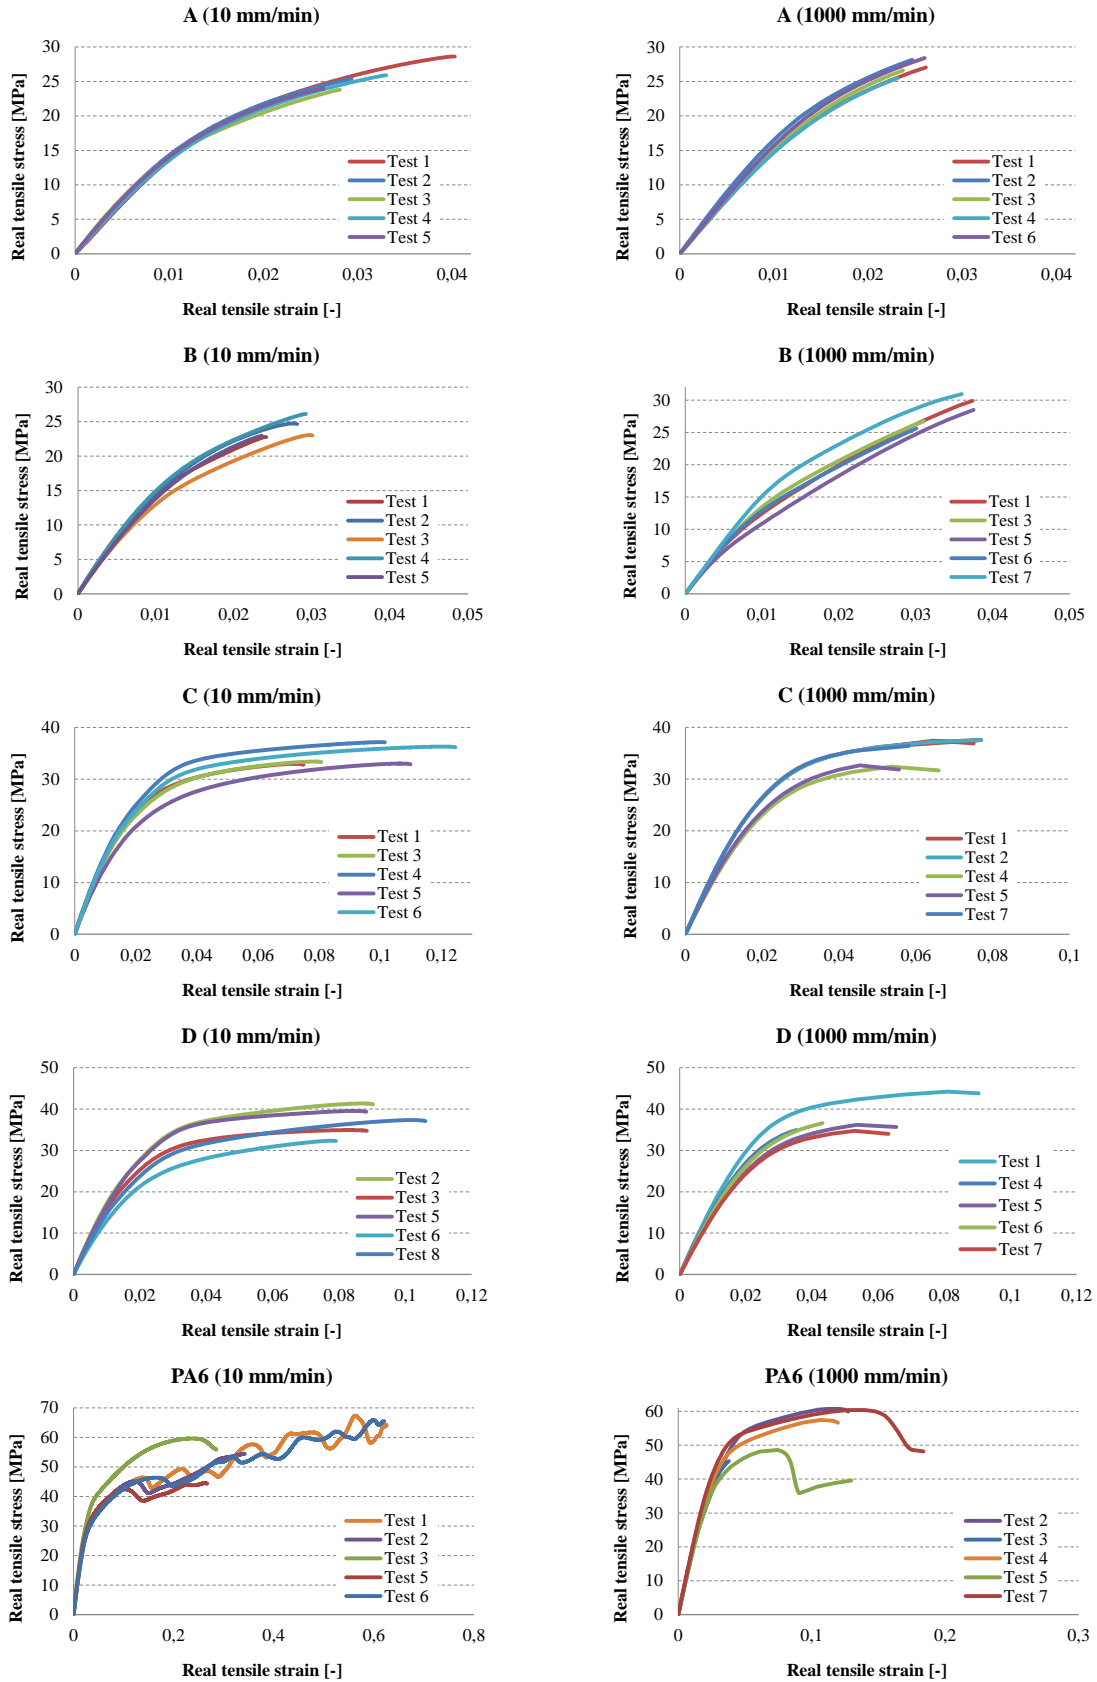 A (10 mm/min)
Real tensile stress [MPa]
30
25
20
15
10
5
0
Test 1
Test 2
Test 3
Test 4
Test 5
0
0,01
0,02
0,03
0,04
Real tensile strain [-]
A (1000 mm/min)
Real tensile stress [MPa]
30
25
20
15
10
5
0
Test 1
Test 2
Test 3
Test 4
Test 6
0
0,01
0,02
0,03
0,04
Real tensile strain [-]
B (10 mm/min)
Real tensile stress [MPa]
30
25
20
15
10
5
0
Test 1
Test 2
Test 3
Test 4
Test 5
0
0,01
0,02
0,03
0,04
0,05
Real tensile strain [-]
B (1000 mm/min)
Real tensile stress [MPa]
30
25
20
15
10
5
0
Test 1
Test 3
Test 5
Test 6
Test 7
0
0,01
0,02
0,03
0,04
0,05
Real tensile strain [-]
C (10 mm/min)
Real tensile stress [MPa]
40
30
20
10
0
Test 1
Test 3
Test 4
Test 5
Test 6
0
0,02
0,04
0,06
0,08
0,1
0,12
Real tensile strain [-]
C (1000 mm/min)
Real tensile stress [MPa]
40
30
20
10
0
Test 1
Test 2
Test 4
Test 5
Test 7
0
0,02
0,04
0,06
0,08
0,1
Real tensile strain [-]
D (10 mm/min)
Real tensile stress [MPa]
50
40
30
20
10
0
Test 2
Test 3
Test 5
Test 6
Test 8
0
0,02
0,04
0,06
0,08
0,1
0,12
Real tensile strain [-]
D (1000 mm/min)
Real tensile stress [MPa]
50
40
30
20
10
0
Test 1
Test 4
Test 5
Test 6
Test 7
0
0,02
0,04
0,06
0,08
0,1
0,12
Real tensile strain [-]
PA6 (10 mm/min)
Real tensile stress [MPa]
70
60
50
40
30
20
10
0
Test 1
Test 2
Test 3
Test 5
Test 6
0
0,2
0,4
0,6
0,8
Real tensile strain [-]
PA6 (1000 mm/min)
Real tensile stress [MPa]
60
50
40
30
20
10
0
Test 2
Test 3
Test 4
Test 5
Test 7
0
0,1
0,2
0,3
Real tensile strain [-]